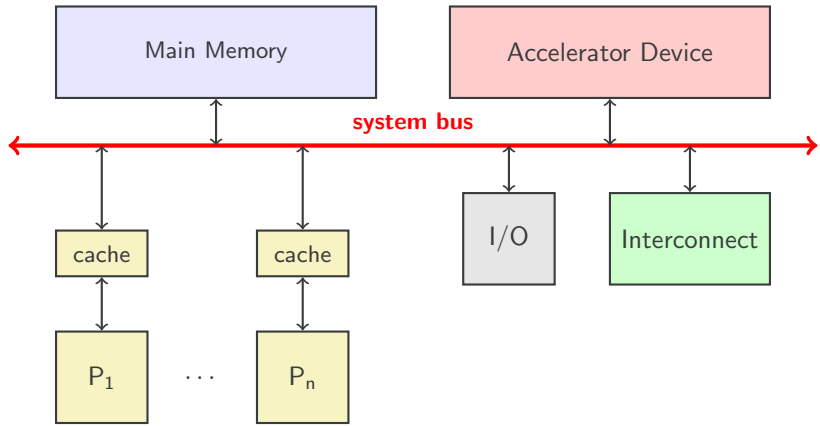 Main Memory
Accelerator Device
system bus
cache
cache
I/O
Interconnect
P₁
...
Pₙ